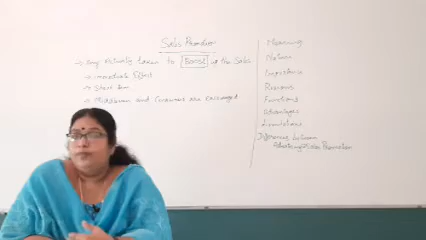 Sales Promotion
→ Any Activity taken to Boost up the Sales
→ Immediate Effect
→ Short term
→ Middlemen and Consumers are encouraged
Meaning
Nature
Importance
Reasons
Functions
Advantages
Limitations
Difference between
Advertising & Sales Promotion